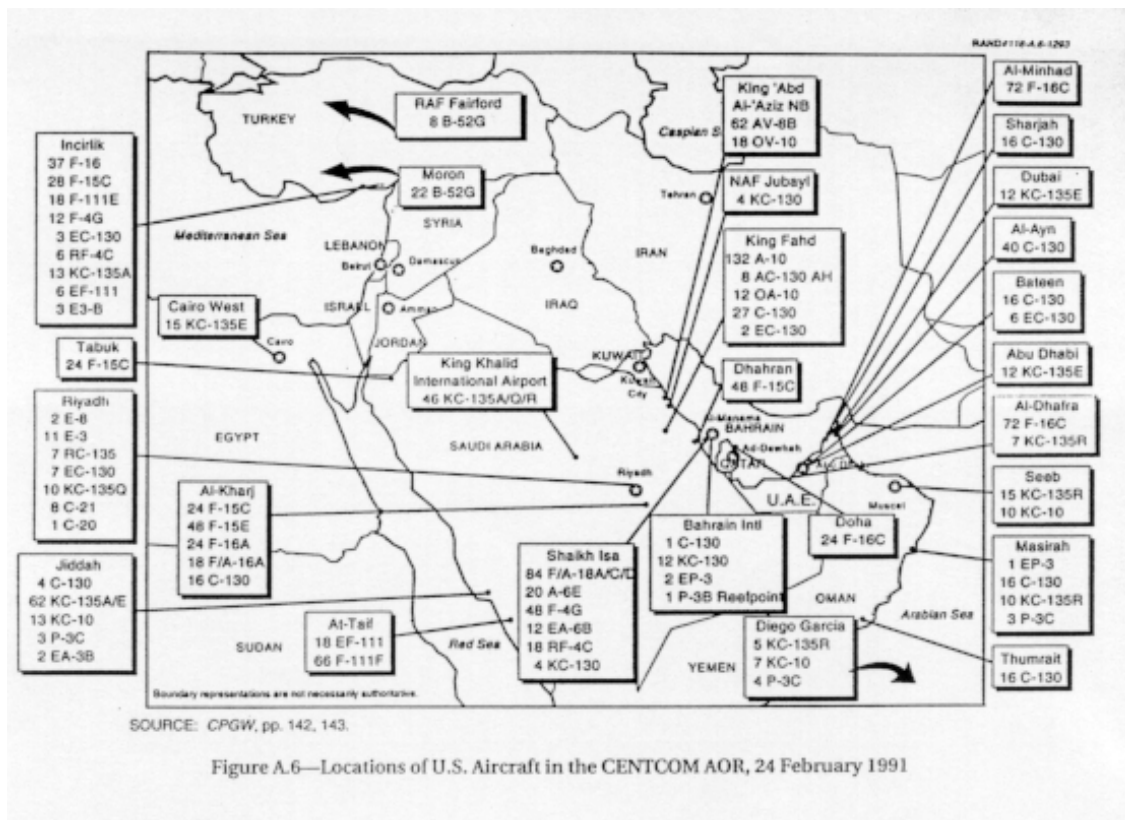 RAND#118-A.6-1293
Al-Minhad
72 F-16C
Sharjah
16 C-130
Dubai
12 KC-135E
Al-Ayn
40 C-130
Bateen
16 C-130
6 EC-130
Abu Dhabi
12 KC-135E
Al-Dhafra
72 F-16C
7 KC-135R
Seeb
15 KC-135R
10 KC-10
Masirah
1 EP-3
16 C-130
10 KC-135R
3 P-3C
Thumrait
16 C-130
King 'Abd
Al-'Aziz NB
62 AV-8B
18 OV-10
NAF Jubayl
4 KC-130
King Fahd
132 A-10
8 AC-130 AH
12 OA-10
27 C-130
2 EC-130
Dhahran
48 F-15C
RAF Fairford
8 B-52G
Moron
22 B-52G
Incirlik
37 F-16
28 F-15C
18 F-111E
12 F-4G
3 EC-130
6 RF-4C
13 KC-135A
6 EF-111
3 E3-B
Cairo West
15 KC-135E
Tabuk
24 F-15C
Riyadh
2 E-8
11 E-3
7 RC-135
7 EC-130
10 KC-135Q
8 C-21
1 C-20
Jiddah
4 C-130
62 KC-135A/E
13 KC-10
3 P-3C
2 EA-3B
Al-Kharj
24 F-15C
48 F-15E
24 F-16A
18 F/A-16A
16 C-130
At-Taif
18 EF-111
66 F-111F
King Khalid
International Airport
46 KC-135A/Q/R
Shaikh Isa
84 F/A-18A/C/D
20 A-6E
48 F-4G
12 EA-6B
18 RF-4C
4 KC-130
Bahrain Intl
1 C-130
12 KC-130
2 EP-3
1 P-3B Reefpoint
Doha
24 F-16C
Diego Garcia
5 KC-135R
7 KC-10
4 P-3C
TURKEY
Caspian S
Tehran
Mediterranean Sea
SYRIA
LEBANON
Beirut
Damascus
Baghdad
IRAN
IRAQ
ISRAEL
Amman
JORDAN
Cairo
KUWAIT
Kuwait
City
EGYPT
SAUDI ARABIA
Riyadh
Manama
BAHRAIN
Ad-Dawhah
QATAR
U.A.E.
Muscat
OMAN
Arabian Sea
SUDAN
Red Sea
YEMEN
Boundary representations are not necessarily authoritative.
SOURCE: CPGW, pp. 142, 143.
Figure A.6—Locations of U.S. Aircraft in the CENTCOM AOR, 24 February 1991